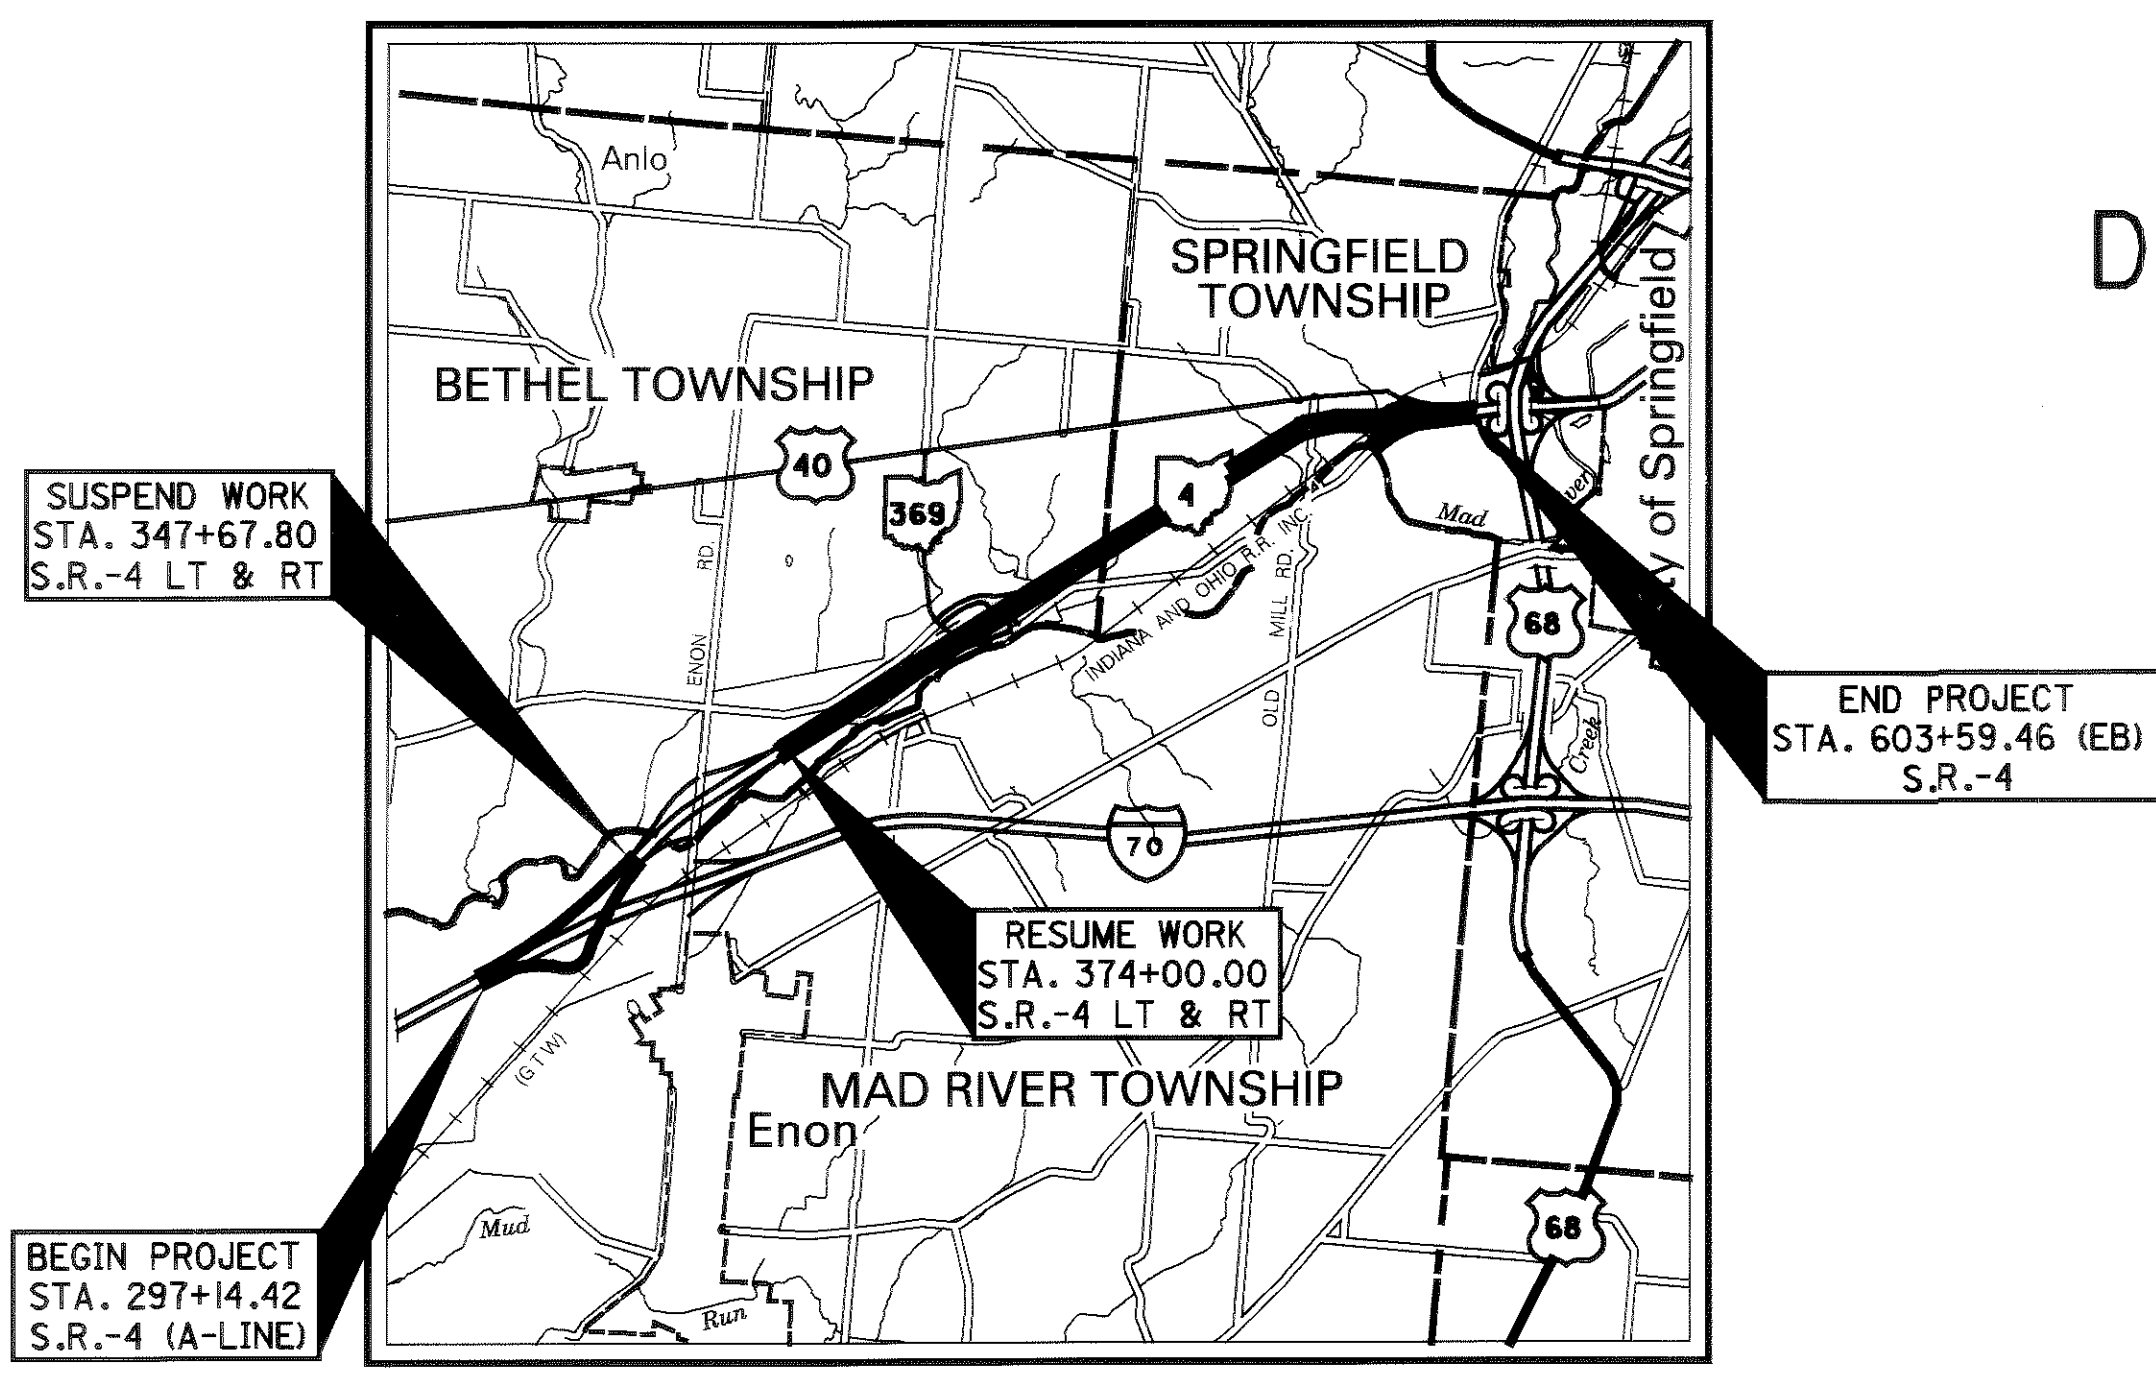 Anlo
D
SPRINGFIELD
TOWNSHIP
BETHEL TOWNSHIP
City of Springfield
40
369
4
SUSPEND WORK
STA. 347+67.80
S.R.-4 LT & RT
Mad
RD.
ENON
INDIANA AND OHIO R.R. INC.
MILL RD.
OLD
68
END PROJECT
STA. 603+59.46 (EB)
S.R.-4
Creek
70
RESUME WORK
STA. 374+00.00
S.R.-4 LT & RT
(GTW)
MAD RIVER TOWNSHIP
Enon
Mud
Run
68
BEGIN PROJECT
STA. 297+14.42
S.R.-4 (A-LINE)